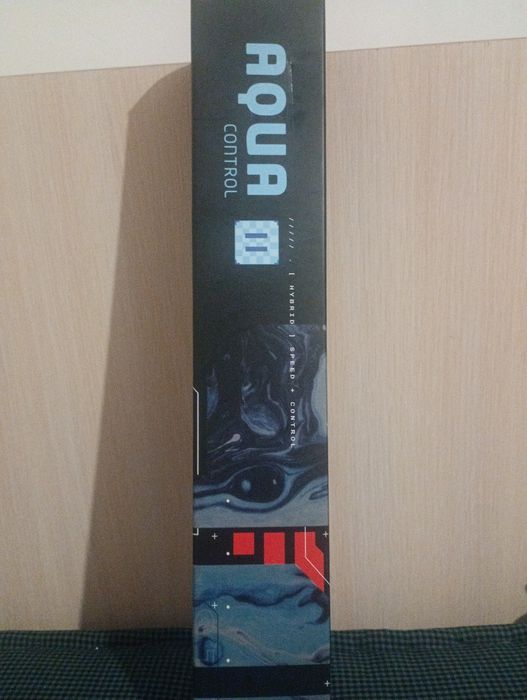 AQUA
CONTROL
II
///// . [ HYBRID ] SPEED + CONTROL